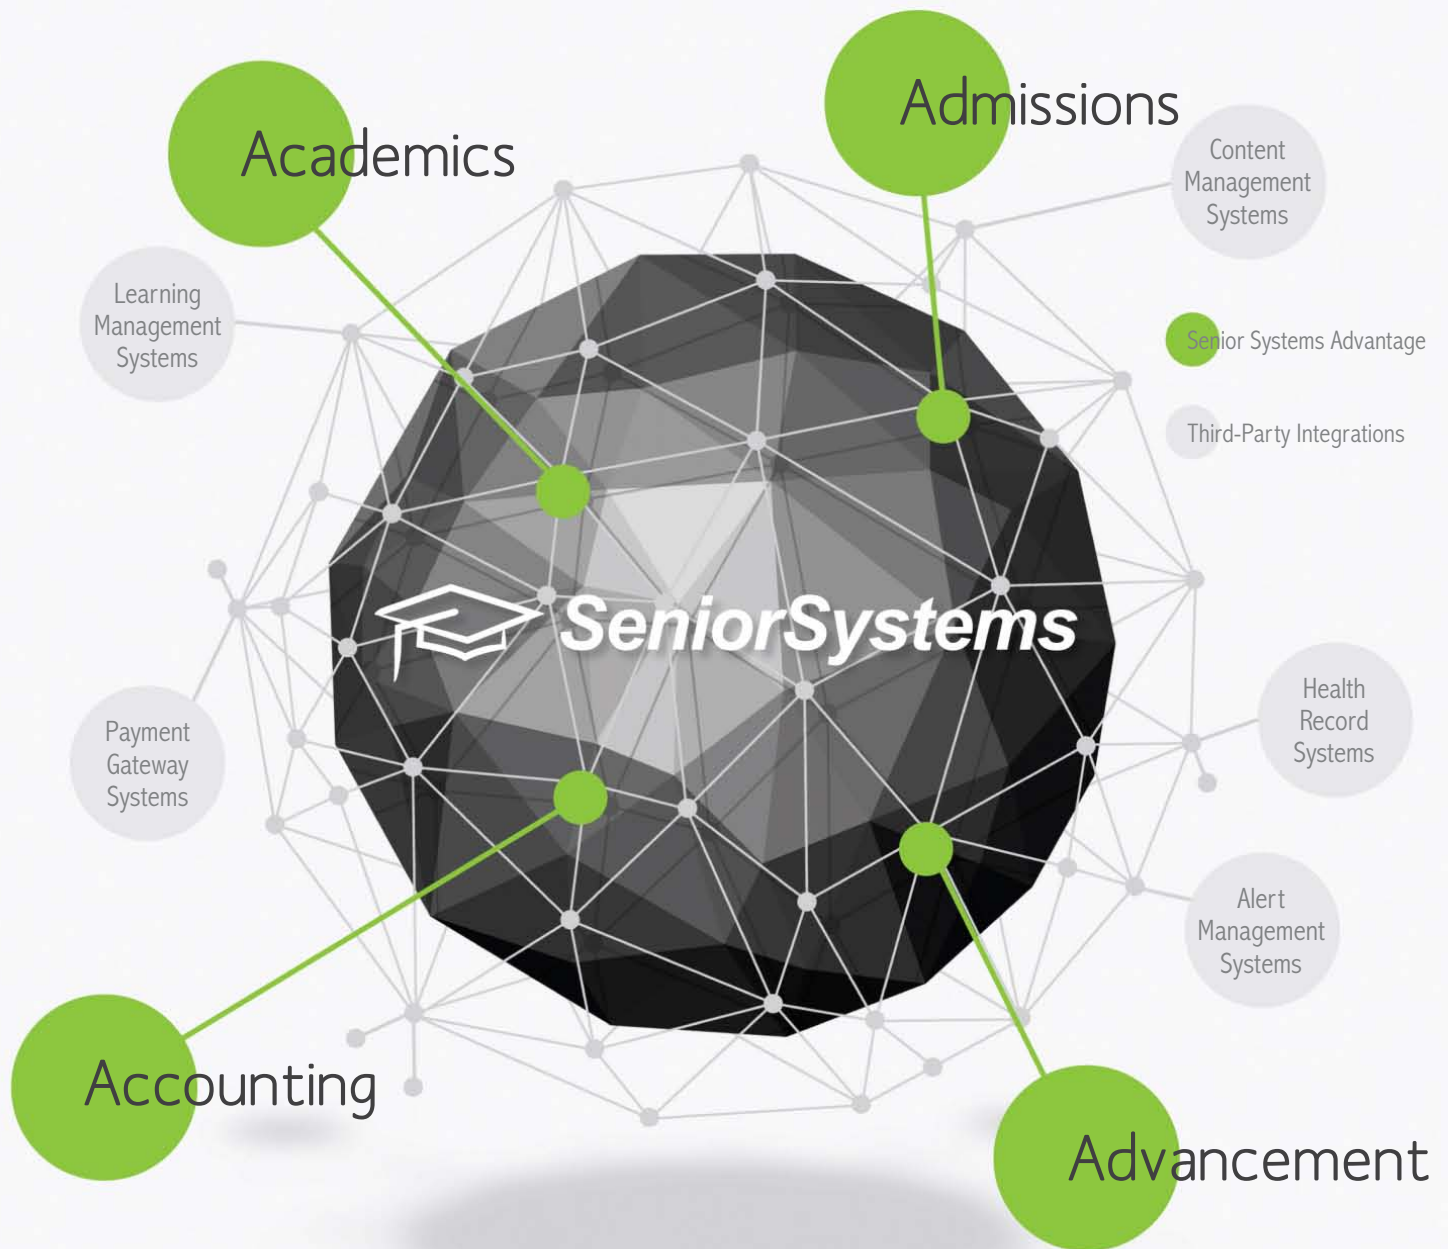 Admissions
Academics
Content
Management
Systems
Learning
Management
Systems
Senior Systems Advantage
Third-Party Integrations
SeniorSystems
Payment
Gateway
Systems
Health
Record
Systems
Alert
Management
Systems
Accounting
Advancement